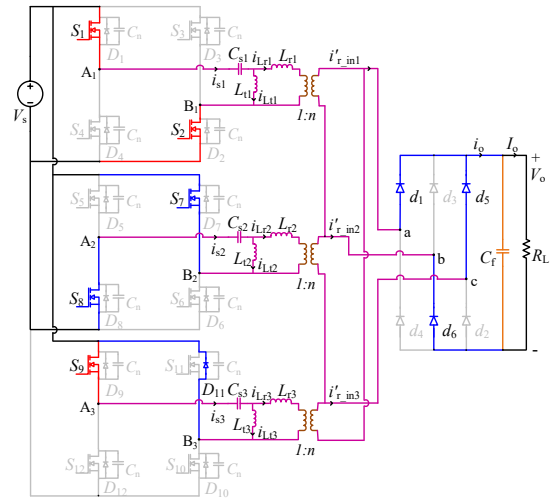 S1 Cn D1 S3 Cn D3
Cs1 iLr1 Lr1 i'r_in1
A1 is1 Lt1 iLt1
Vs
B1 1:n
S4 Cn D4 S2 Cn D2
io Io +
Vo
d1 d3 d5
S5 Cn D5 S7 Cn D7
Cs2 iLr2 Lr2 i'r_in2
a
A2 is2 Lt2 iLt2
b
Cf RL
B2 1:n
c
S8 Cn D8 S6 Cn D6
d4 d6 d2
-
S9 Cn D9 S11 Cn D11
Cs3 iLr3 Lr3 i'r_in3
A3 is3 Lt3 iLt3
B3 1:n
S12 Cn D12 S10 Cn D10